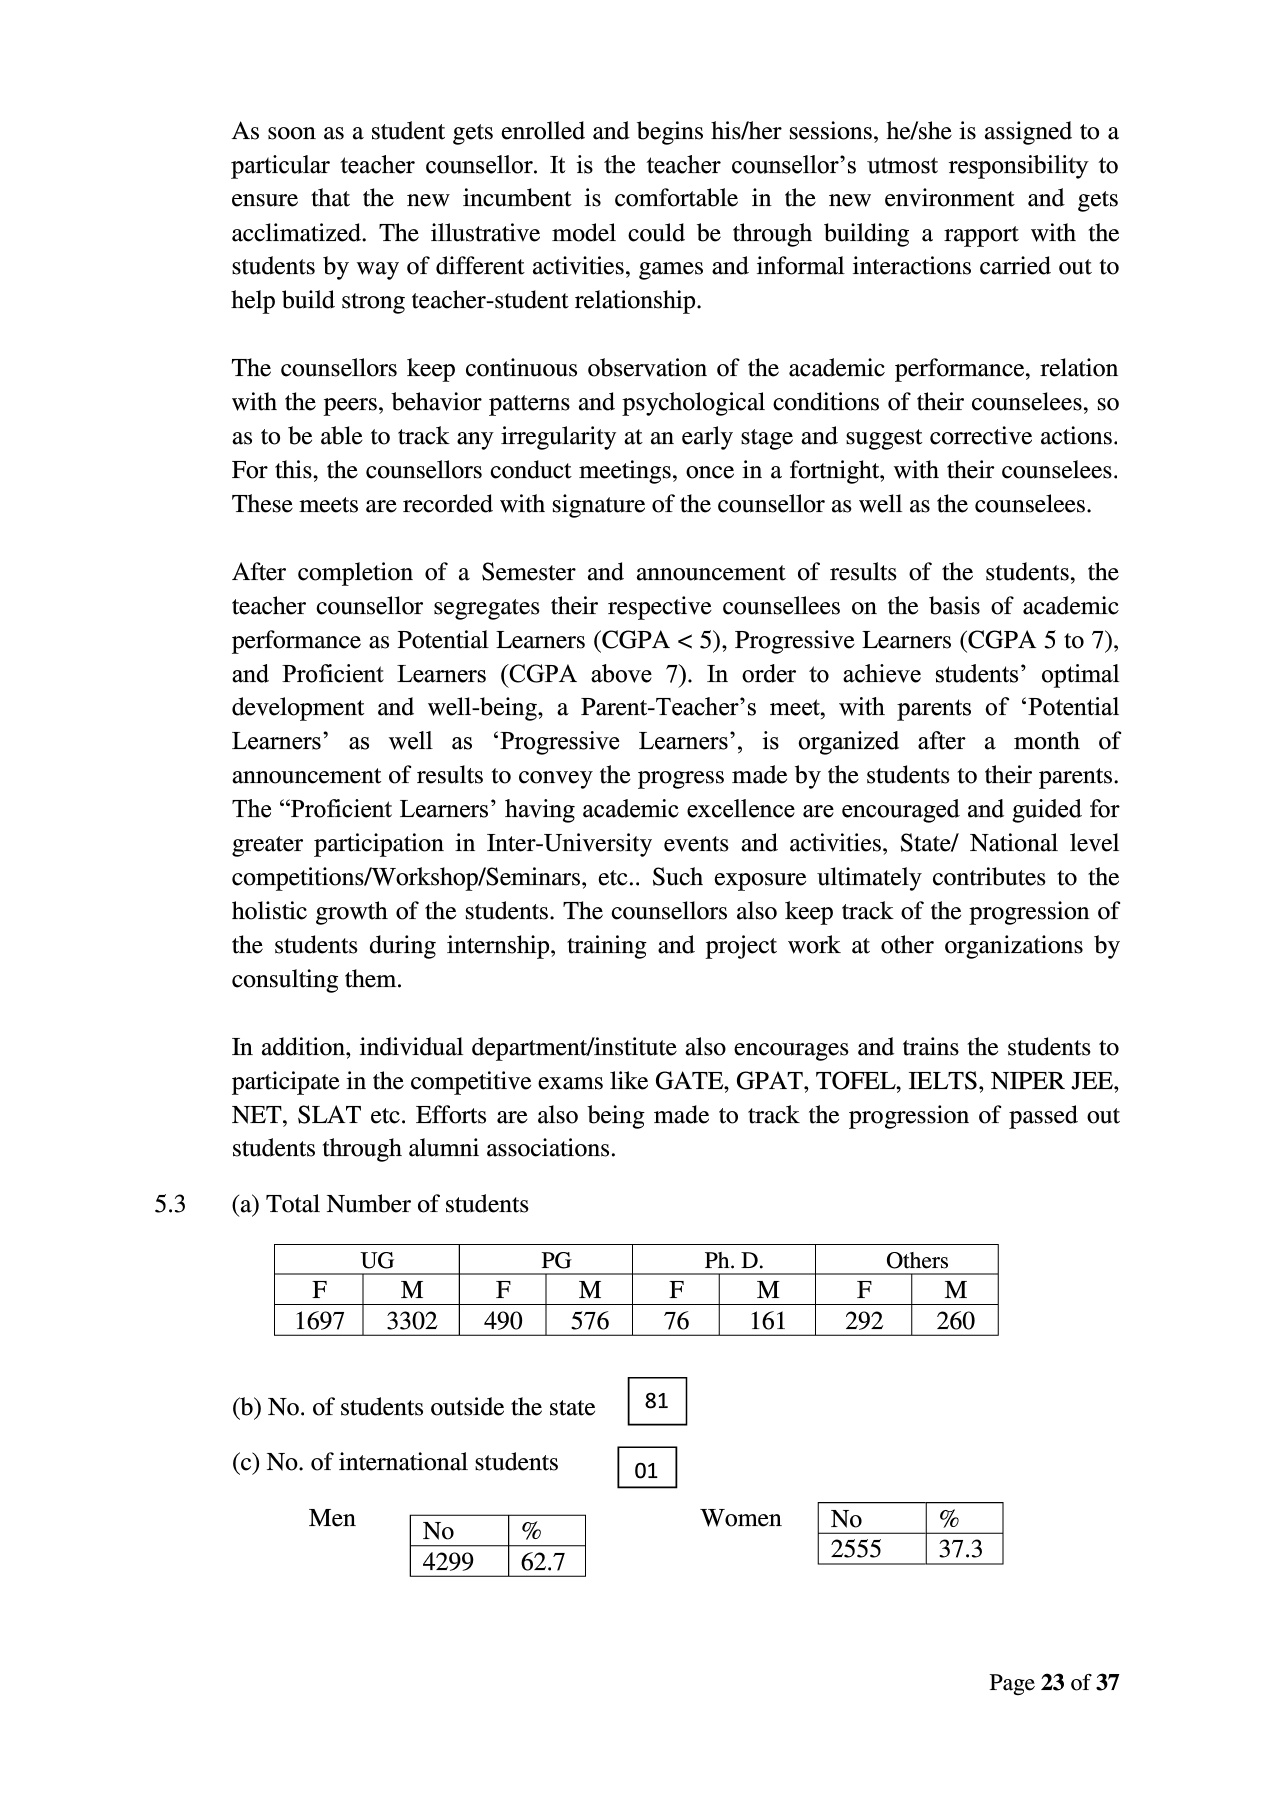 As soon as a student gets enrolled and begins his/her sessions, he/she is assigned to a
particular teacher counsellor. It is the teacher counsellor’s utmost responsibility to
ensure that the new incumbent is comfortable in the new environment and gets
acclimatized. The illustrative model could be through building a rapport with the
students by way of different activities, games and informal interactions carried out to
help build strong teacher-student relationship.
The counsellors keep continuous observation of the academic performance, relation
with the peers, behavior patterns and psychological conditions of their counselees, so
as to be able to track any irregularity at an early stage and suggest corrective actions.
For this, the counsellors conduct meetings, once in a fortnight, with their counselees.
These meets are recorded with signature of the counsellor as well as the counselees.
After completion of a Semester and announcement of results of the students, the
teacher counsellor segregates their respective counsellees on the basis of academic
performance as Potential Learners (CGPA < 5), Progressive Learners (CGPA 5 to 7),
and Proficient Learners (CGPA above 7). In order to achieve students’ optimal
development and well-being, a Parent-Teacher’s meet, with parents of ‘Potential
Learners’ as well as ‘Progressive Learners’, is organized after a month of
announcement of results to convey the progress made by the students to their parents.
The “Proficient Learners’ having academic excellence are encouraged and guided for
greater participation in Inter-University events and activities, State/ National level
competitions/Workshop/Seminars, etc.. Such exposure ultimately contributes to the
holistic growth of the students. The counsellors also keep track of the progression of
the students during internship, training and project work at other organizations by
consulting them.
In addition, individual department/institute also encourages and trains the students to
participate in the competitive exams like GATE, GPAT, TOFEL, IELTS, NIPER JEE,
NET, SLAT etc. Efforts are also being made to track the progression of passed out
students through alumni associations.
5.3 (a) Total Number of students
UG PG Ph. D. Others
F M F M F M F M
1697 3302 490 576 76 161 292 260
(b) No. of students outside the state 81
(c) No. of international students 01
Men No % Women No %
4299 62.7 2555 37.3
Page 23 of 37